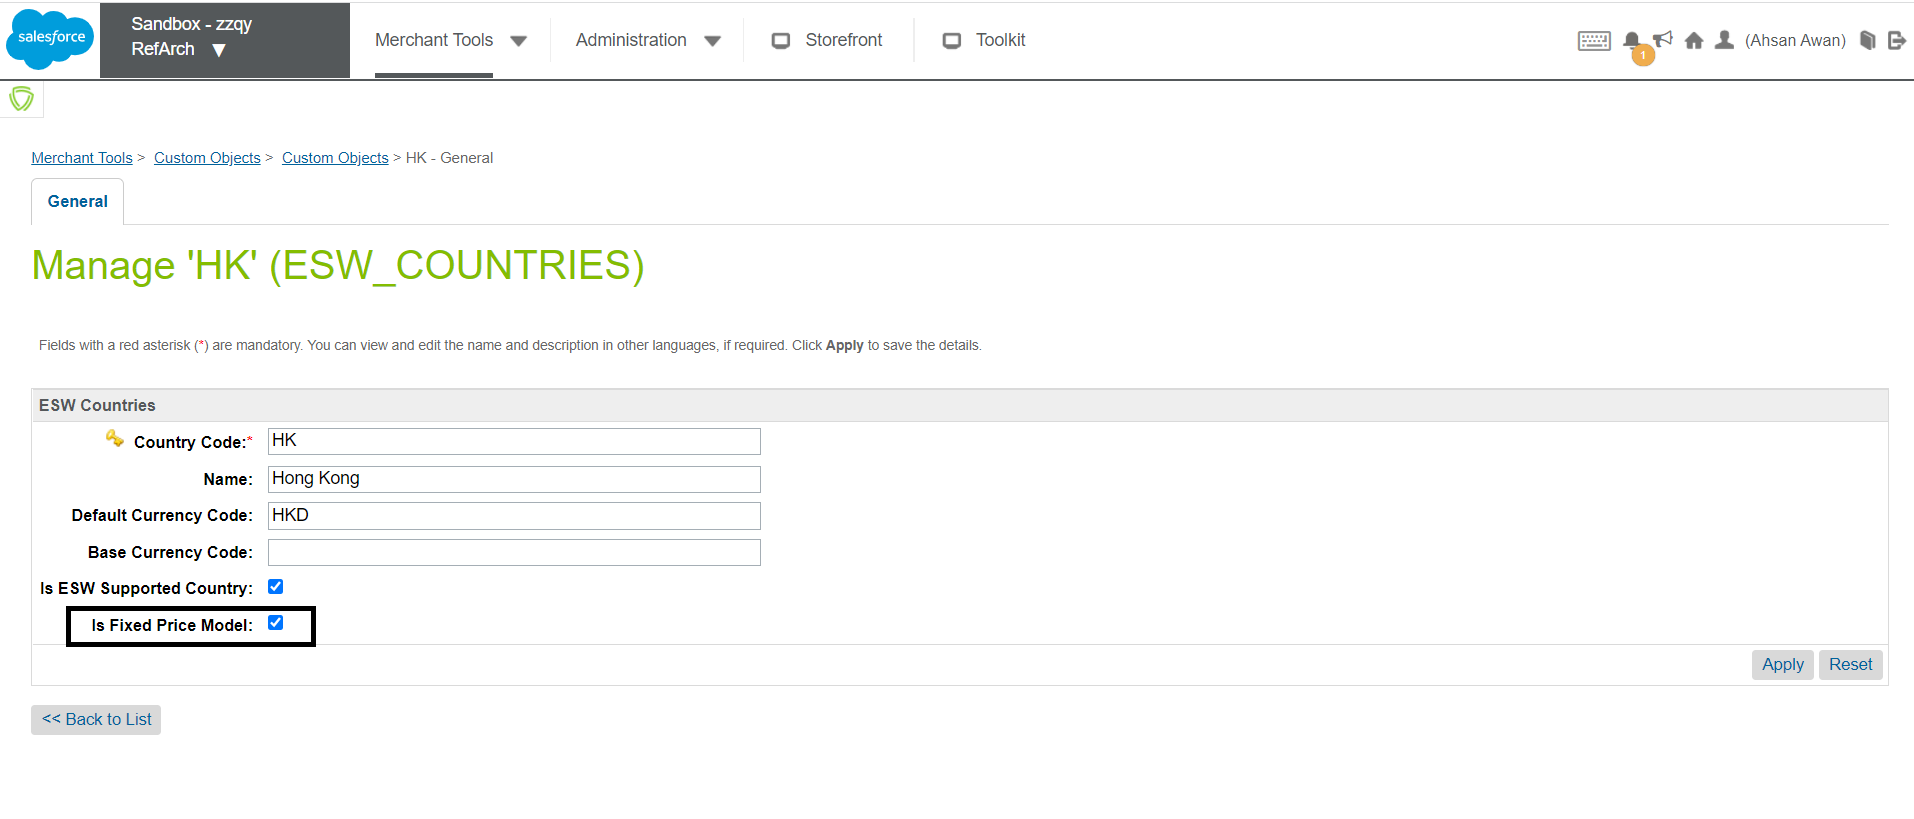 salesforce
Sandbox - zzqy
RefArch
Merchant Tools
Administration
Storefront
Toolkit
1
(Ahsan Awan)
Merchant Tools > Custom Objects > Custom Objects > HK - General
General
Manage 'HK' (ESW_COUNTRIES)
Fields with a red asterisk (*) are mandatory. You can view and edit the name and description in other languages, if required. Click Apply to save the details.
ESW Countries
Country Code:* HK
Name: Hong Kong
Default Currency Code: HKD
Base Currency Code:
Is ESW Supported Country:
Is Fixed Price Model:
Apply Reset
<< Back to List